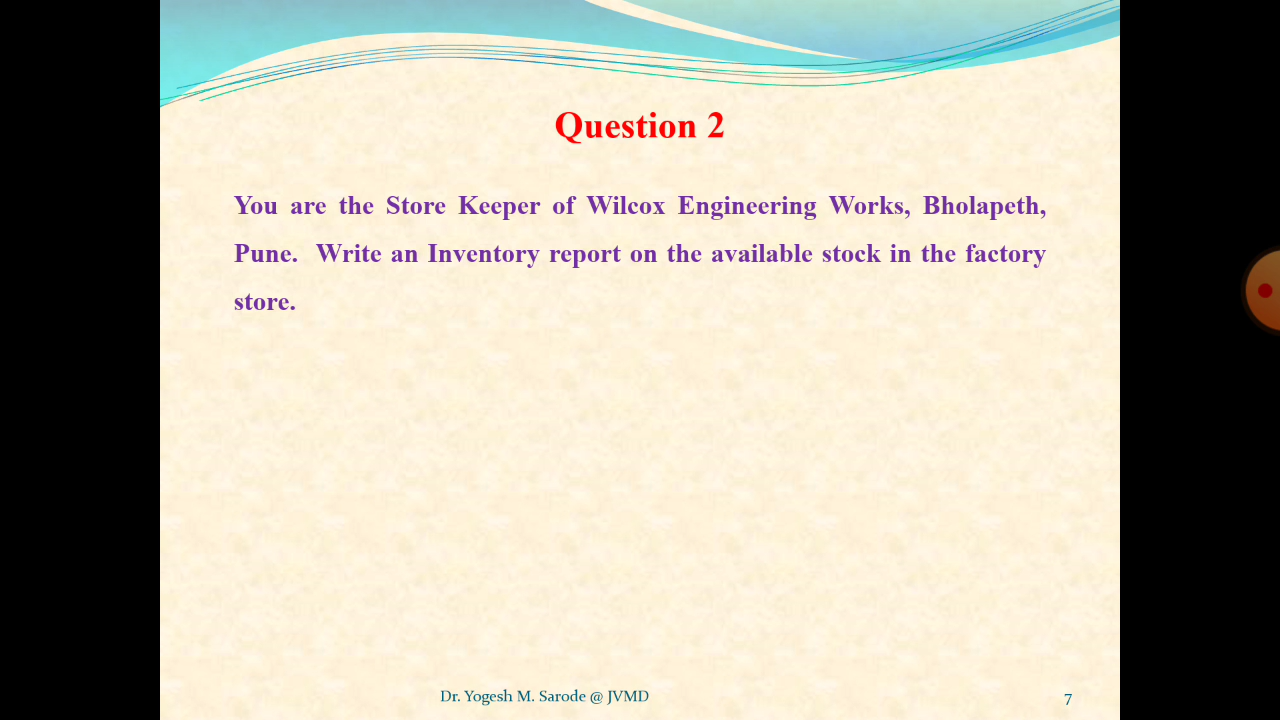 Question 2
You are the Store Keeper of Wilcox Engineering Works, Bholapeth,
Pune. Write an Inventory report on the available stock in the factory
store.
Dr. Yogesh M. Sarode @ JVMD
7